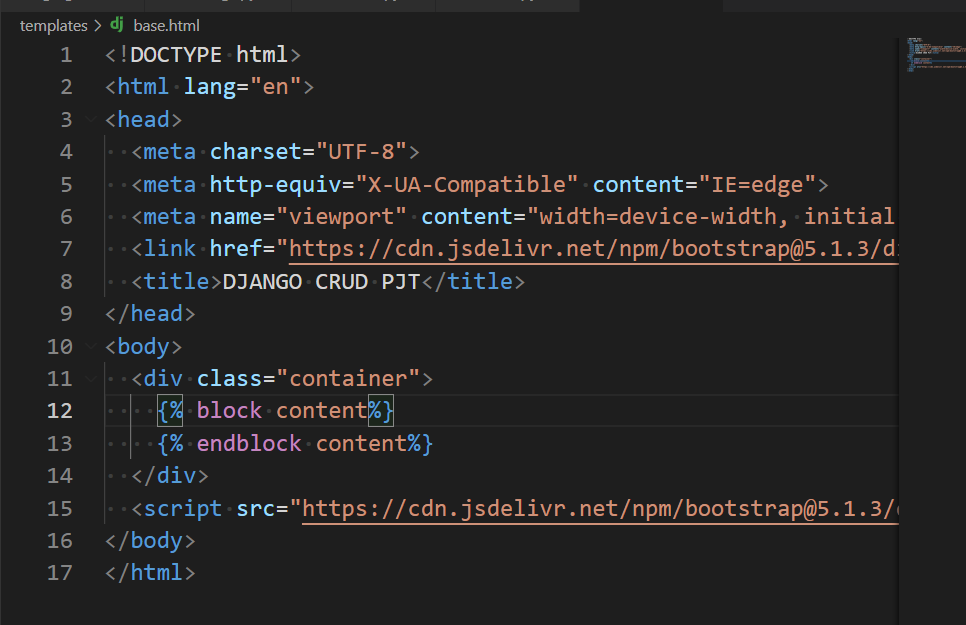 templates > dj base.html
1 <!DOCTYPE html>
2 <html lang="en">
3 <head>
4 <meta charset="UTF-8">
5 <meta http-equiv="X-UA-Compatible" content="IE=edge">
6 <meta name="viewport" content="width=device-width, initial
7 <link href="https://cdn.jsdelivr.net/npm/bootstrap@5.1.3/di
8 <title>DJANGO CRUD PJT</title>
9 </head>
10 <body>
11 <div class="container">
12 {% block content%}
13 {% endblock content%}
14 </div>
15 <script src="https://cdn.jsdelivr.net/npm/bootstrap@5.1.3/
16 </body>
17 </html>